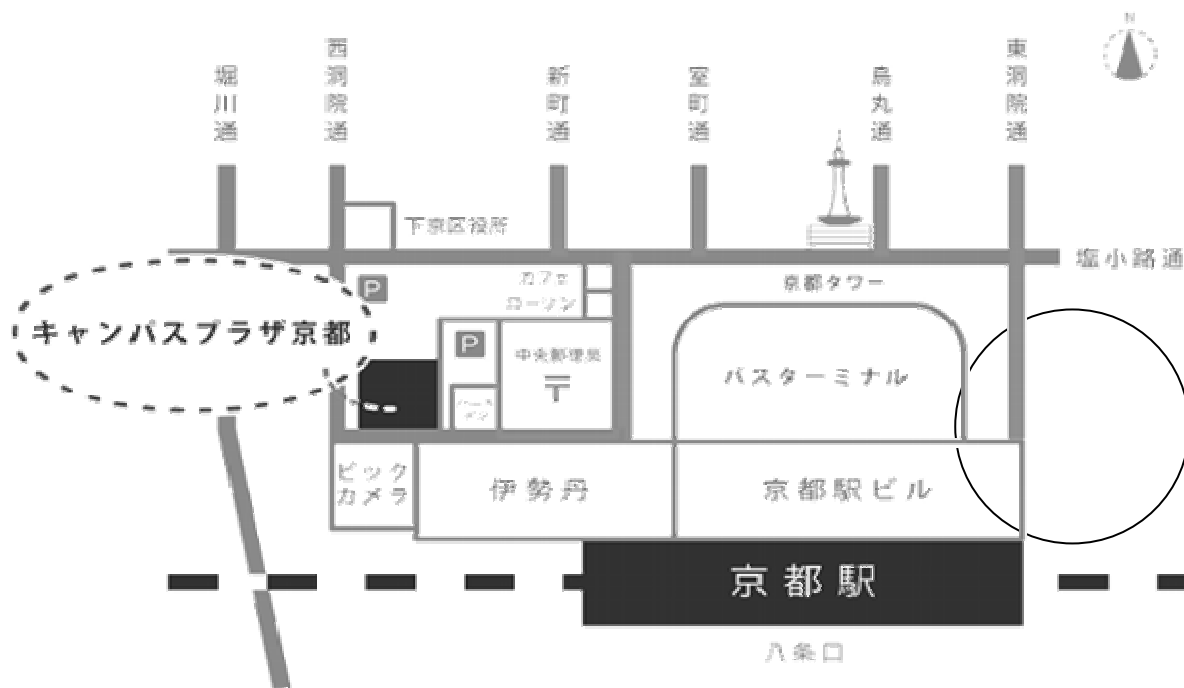 N
堀川通
西洞院通
新町通
室町通
烏丸通
東洞院通
下京区役所
塩小路通
P
カフェ
ローソン
京都タワー
キャンパスプラザ京都
P
中央郵便局
〒
バスターミナル
ビック
カメラ
伊勢丹
京都駅ビル
京都駅
八条口